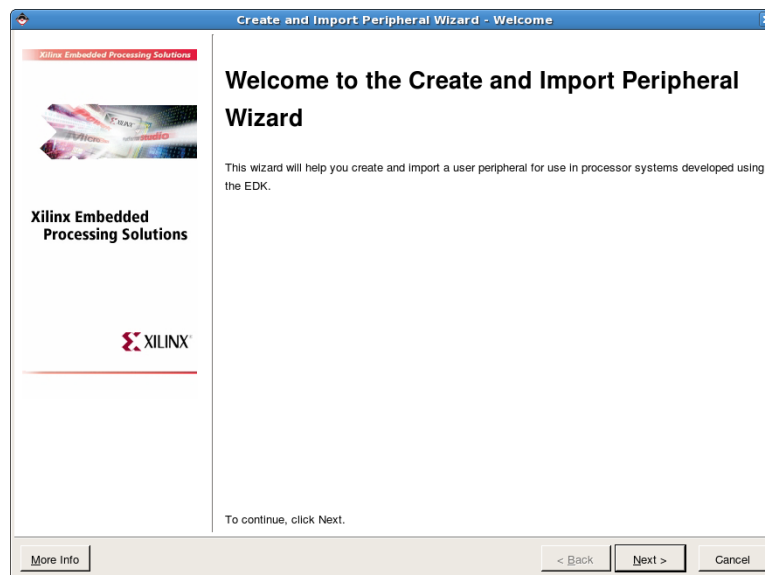 Create and Import Peripheral Wizard - Welcome
Xilinx Embedded Processing Solutions
Welcome to the Create and Import Peripheral
Wizard
This wizard will help you create and import a user peripheral for use in processor systems developed using
the EDK.
Xilinx Embedded
Processing Solutions
XILINX
To continue, click Next.
More Info
< Back
Next >
Cancel